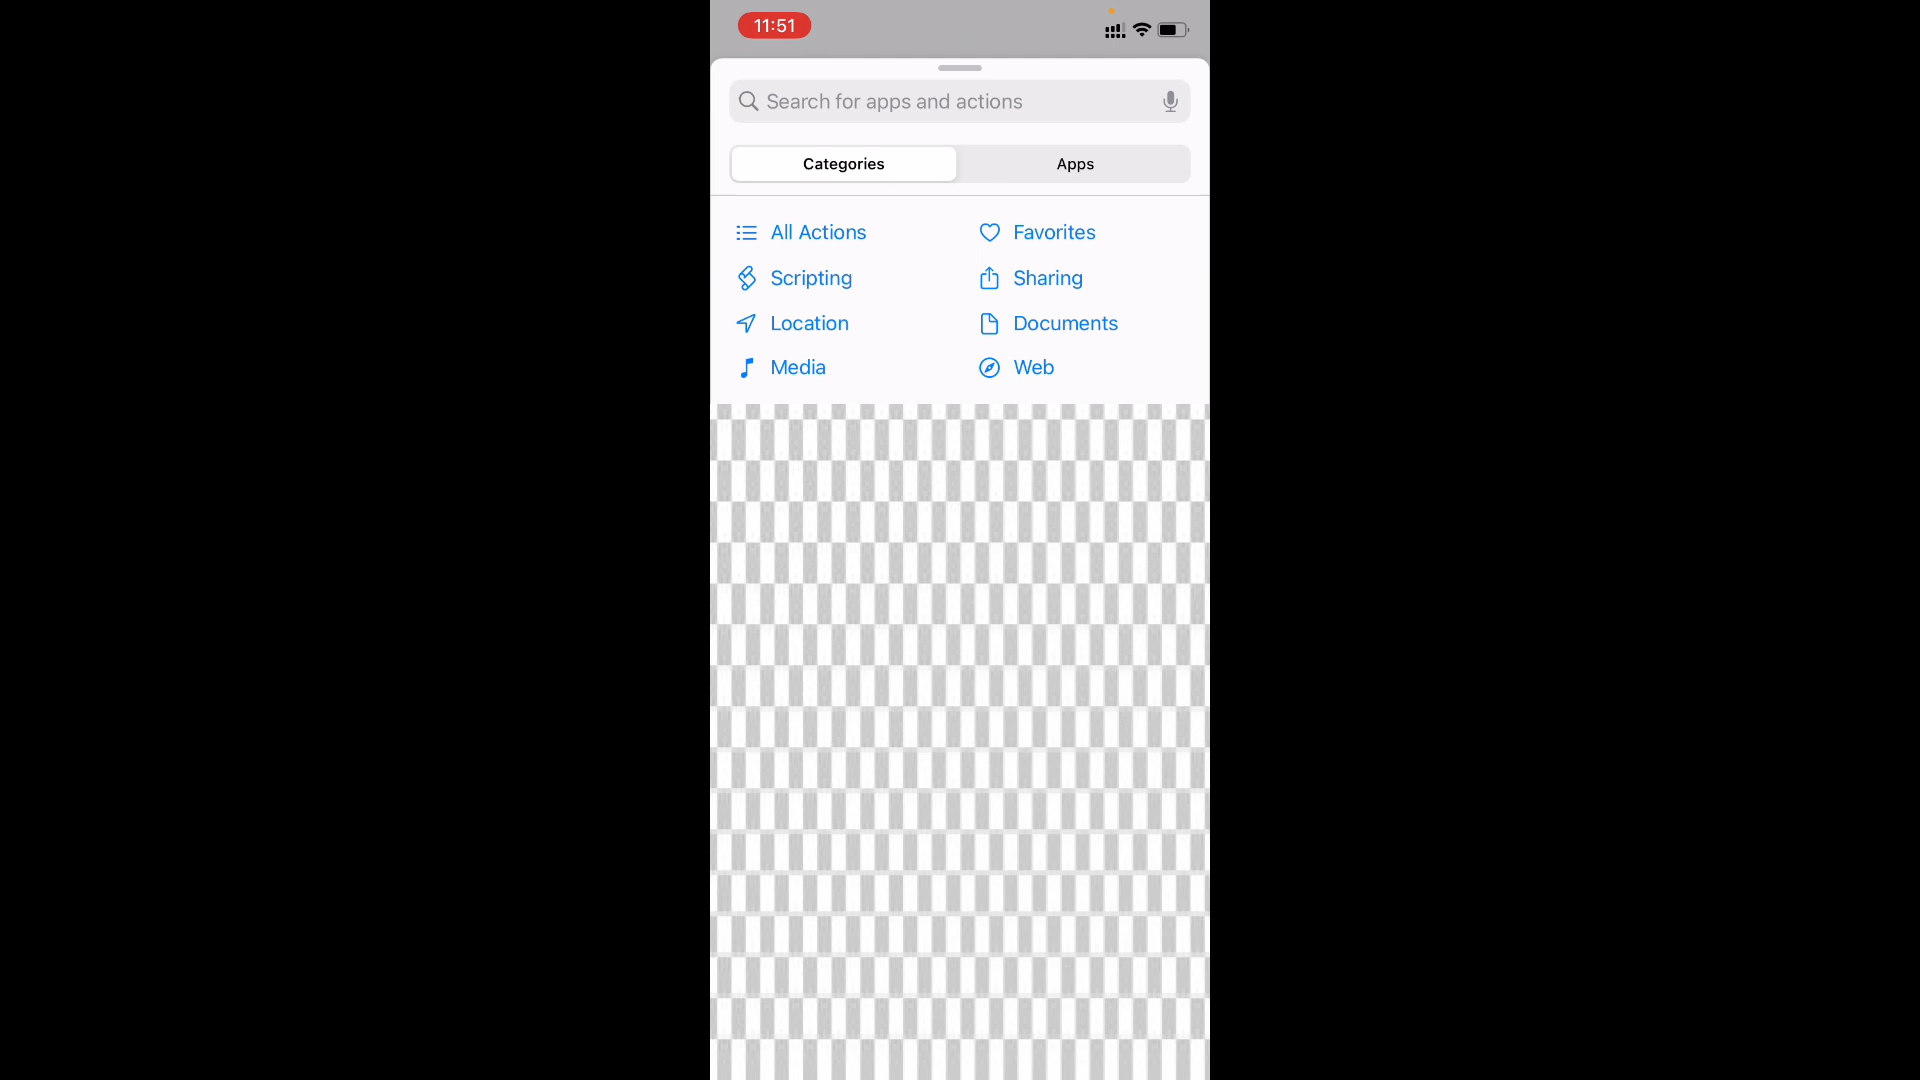 11:51
Search for apps and actions
Categories Apps
All Actions Favorites
Scripting Sharing
Location Documents
Media Web